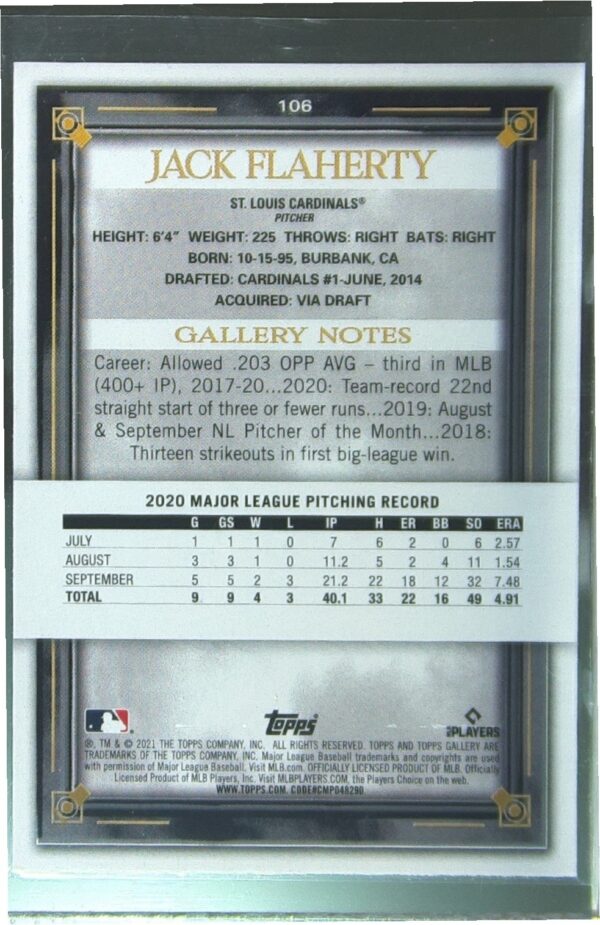 106
JACK FLAHERTY
ST. LOUIS CARDINALS®
PITCHER
HEIGHT: 6'4" WEIGHT: 225 THROWS: RIGHT BATS: RIGHT
BORN: 10-15-95, BURBANK, CA
DRAFTED: CARDINALS #1-JUNE, 2014
ACQUIRED: VIA DRAFT
GALLERY NOTES
Career: Allowed .203 OPP AVG – third in MLB
(400+ IP), 2017-20...2020: Team-record 22nd
straight start of three or fewer runs...2019: August
& September NL Pitcher of the Month...2018:
Thirteen strikeouts in first big-league win.
2020 MAJOR LEAGUE PITCHING RECORD
G GS W L IP H ER BB SO ERA
JULY 1 1 1 0 7 6 2 0 6 2.57
AUGUST 3 3 1 0 11.2 5 2 4 11 1.54
SEPTEMBER 5 5 2 3 21.2 22 18 12 32 7.48
TOTAL 9 9 4 3 40.1 33 22 16 49 4.91
Topps
PLAYERS
®, TM & © 2021 THE TOPPS COMPANY, INC. ALL RIGHTS RESERVED. TOPPS AND TOPPS GALLERY ARE
TRADEMARKS OF THE TOPPS COMPANY, INC. Major League Baseball trademarks and copyrights are used
with permission of Major League Baseball. Visit MLB.com. OFFICIALLY LICENSED PRODUCT OF MLB. Officially
Licensed Product of MLB Players, Inc. Visit MLBPLAYERS.COM, the Players Choice on the web.
WWW.TOPPS.COM. CODE#CMP048290